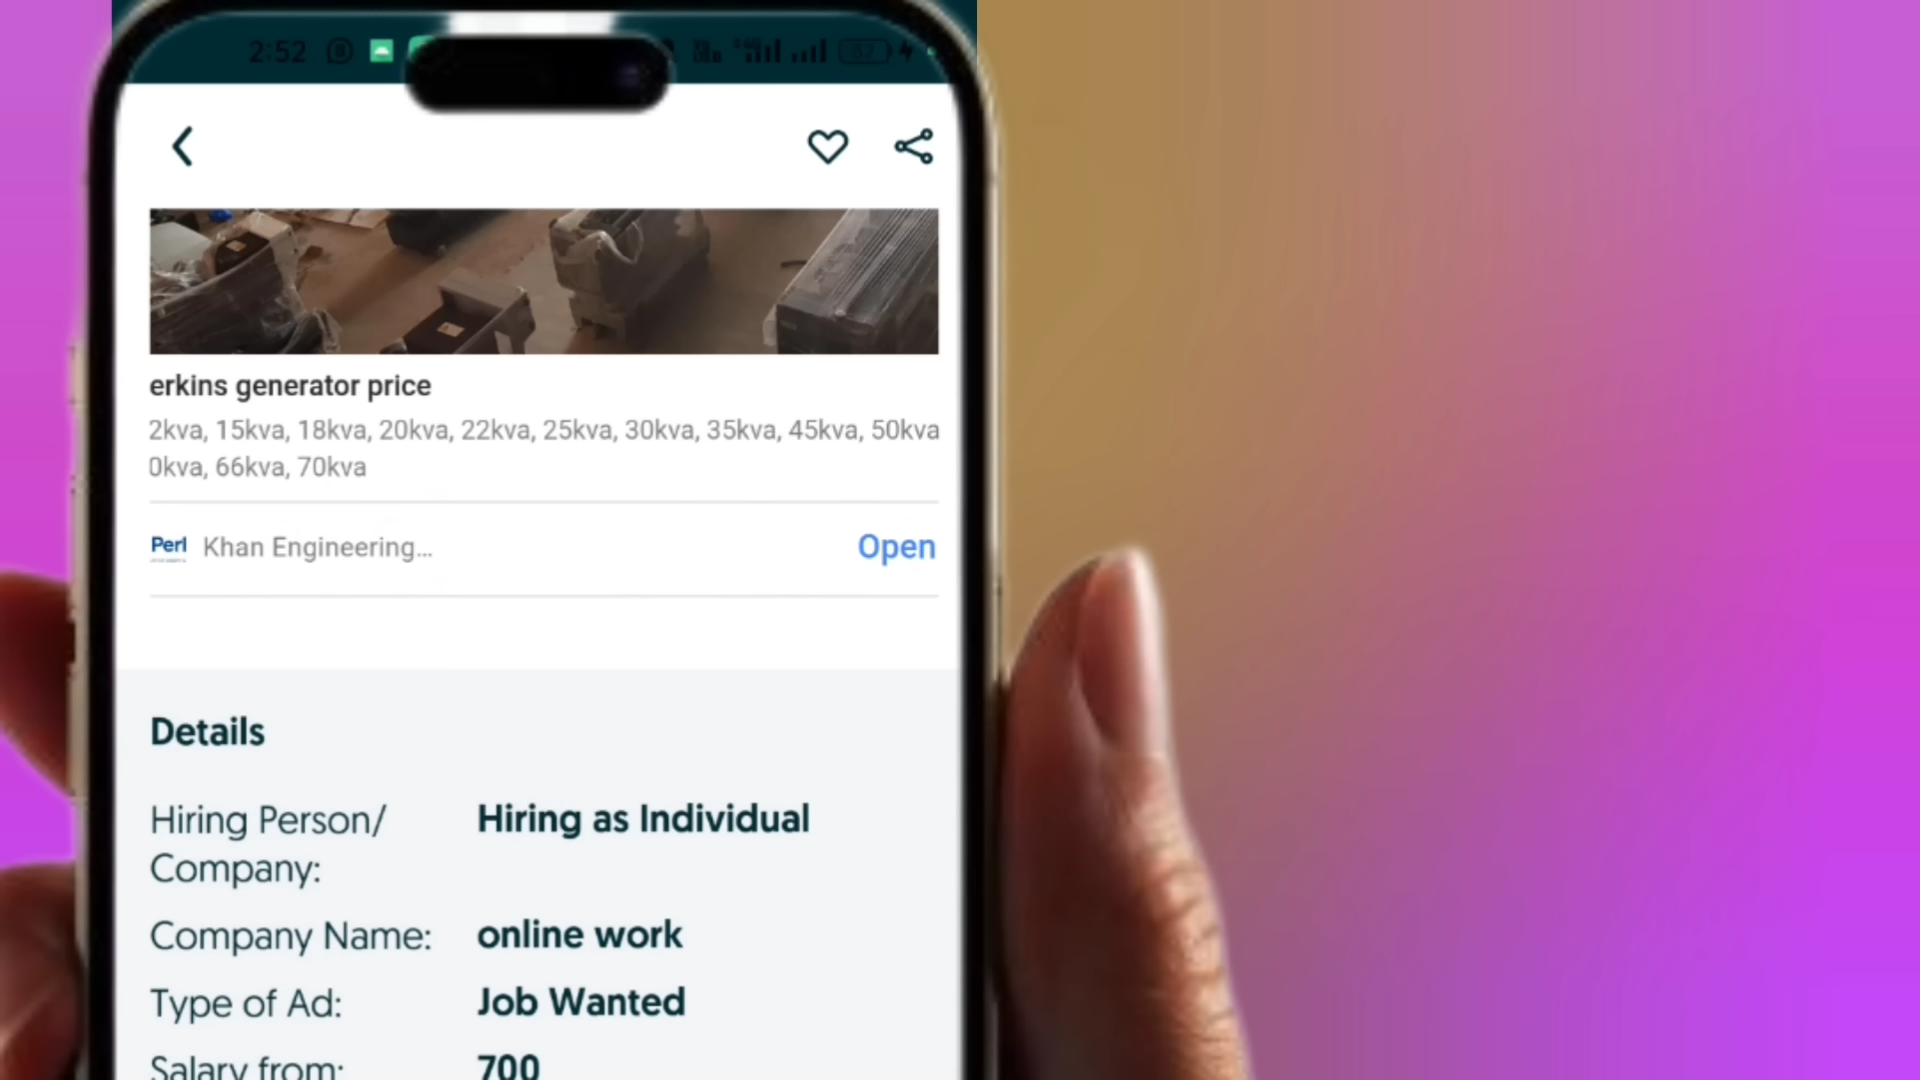 2:52
erkins generator price
2kva, 15kva, 18kva, 20kva, 22kva, 25kva, 30kva, 35kva, 45kva, 50kva
0kva, 66kva, 70kva
Perl Khan Engineering... Open
Details
Hiring Person/ Hiring as Individual
Company:
Company Name: online work
Type of Ad: Job Wanted
Salary from: 700